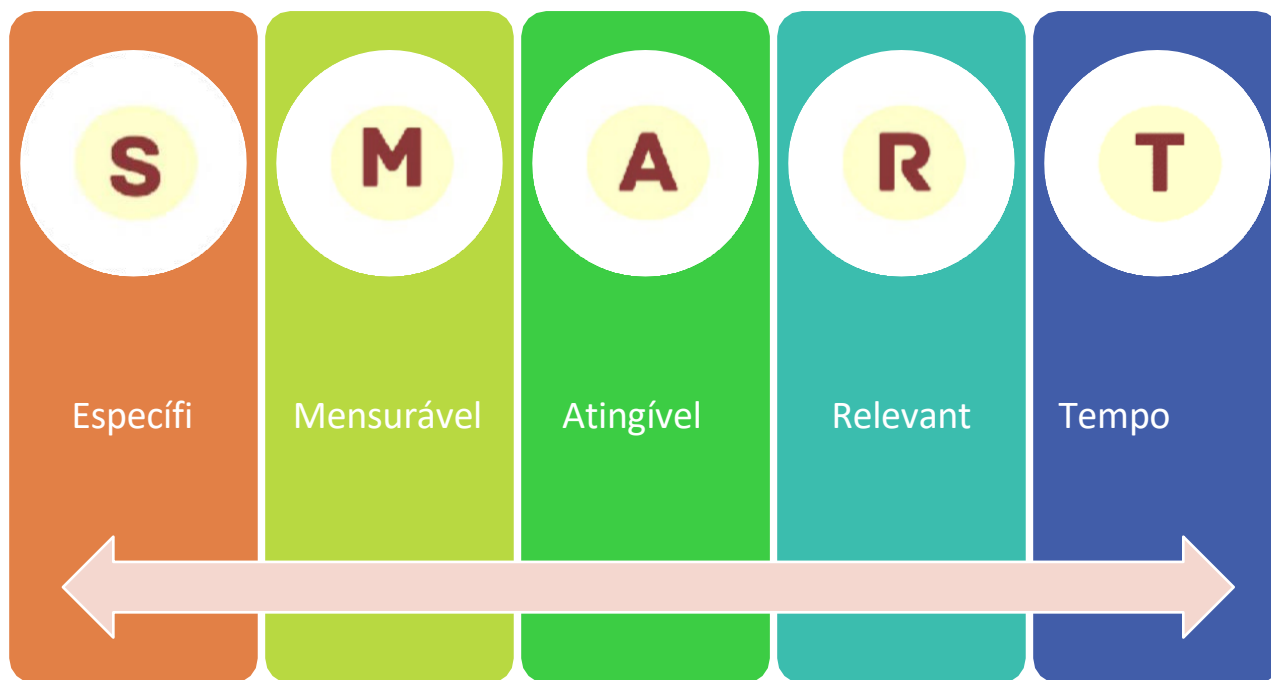 S
M
A
R
T
Específi
Mensurável
Atingível
Relevant
Tempo